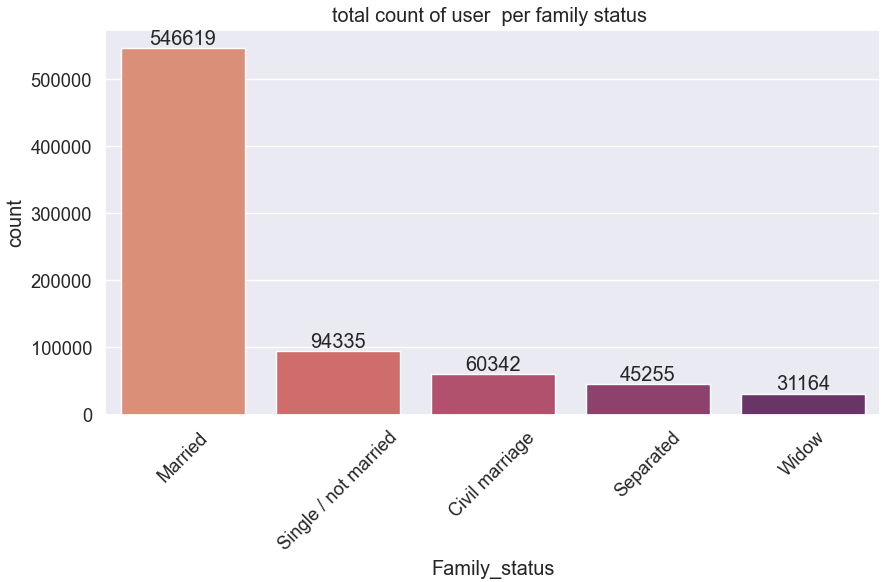 total count of user  per family status
count
500000
400000
300000
200000
100000
0
546619
94335
60342
45255
31164
Married
Single / not married
Civil marriage
Separated
Widow
Family_status